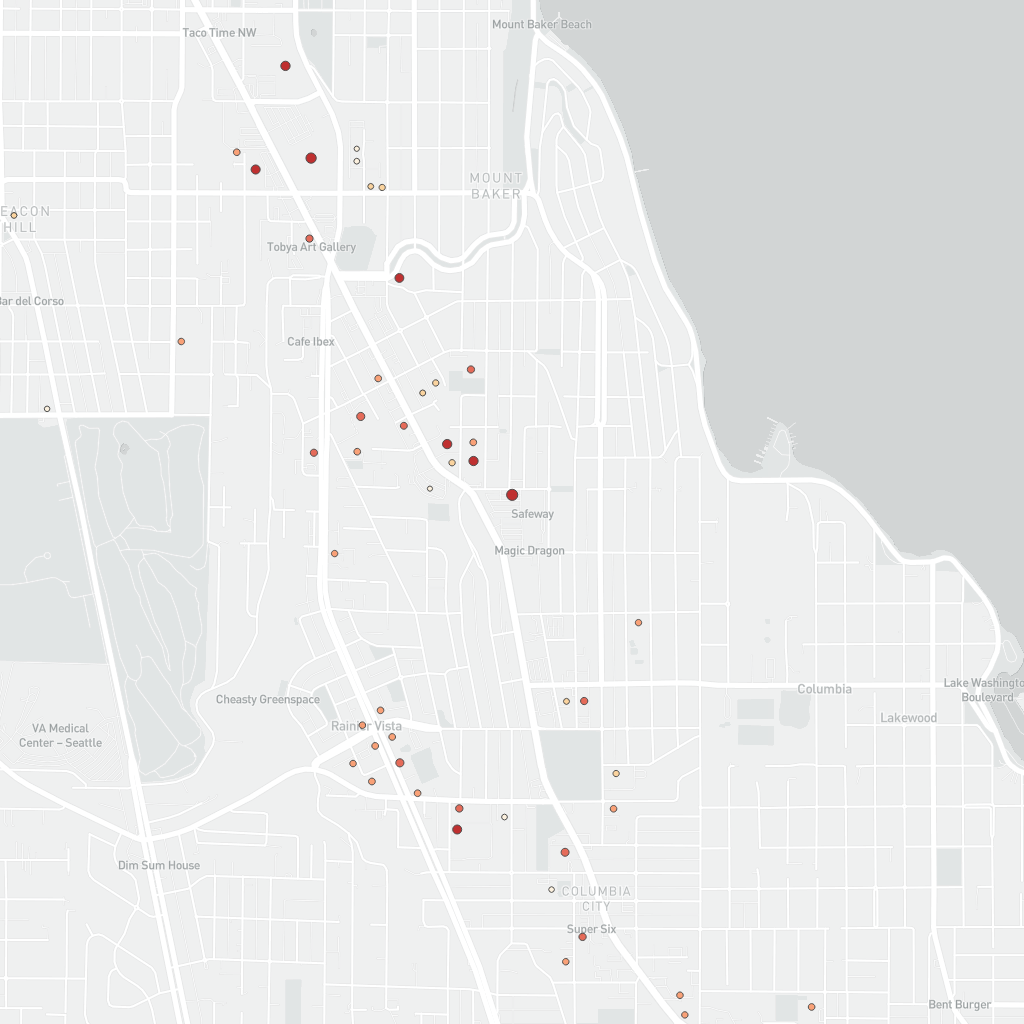 Mount Baker Beach
Taco Time NW
MOUNT
BAKER
EACON
HILL
Tobya Art Gallery
Bar del Corso
Cafe Ibex
Safeway
Magic Dragon
Cheasty Greenspace
Columbia
Lake Washington
Boulevard
Lakewood
Rainier Vista
VA Medical
Center – Seattle
Dim Sum House
COLUMBIA
CITY
Super Six
Bent Burger